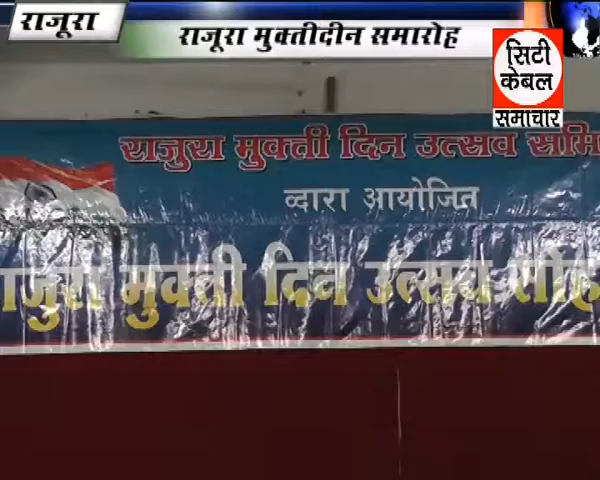 राजूरा
राजूरा मुक्तीदीन समारोह
सिटी
केबल
समाचार
राजुरा मुक्ती दिन उत्सव
व्दारा आयोजित
राजुरा मुक्ती दिन उत्सव